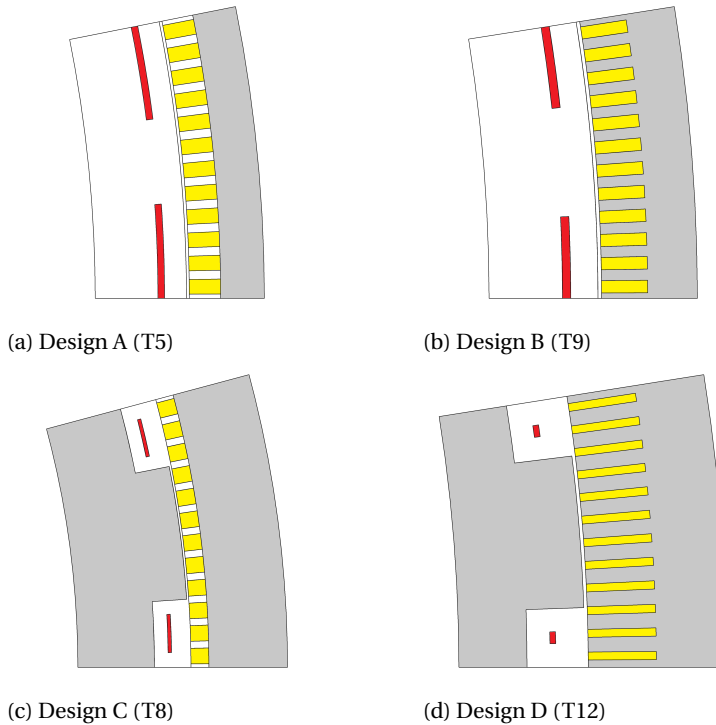 (a) Design A (T5)
(b) Design B (T9)
(c) Design C (T8)
(d) Design D (T12)